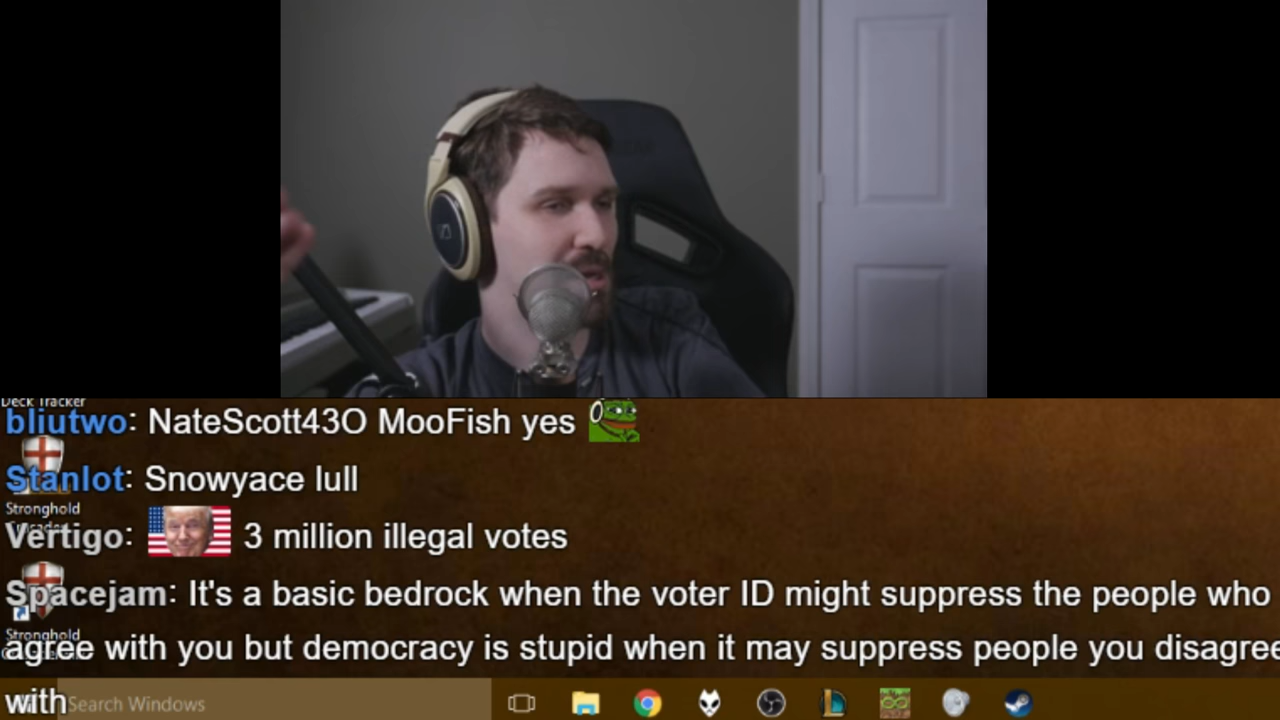 Deck Tracker
bliutwo: NateScott43O MooFish yes
Stanlot: Snowyace lull
Stronghold
Vertigo: 3 million illegal votes
Spacejam: It's a basic bedrock when the voter ID might suppress the people who
Stronghold
agree with you but democracy is stupid when it may suppress people you disagree
with
Search Windows